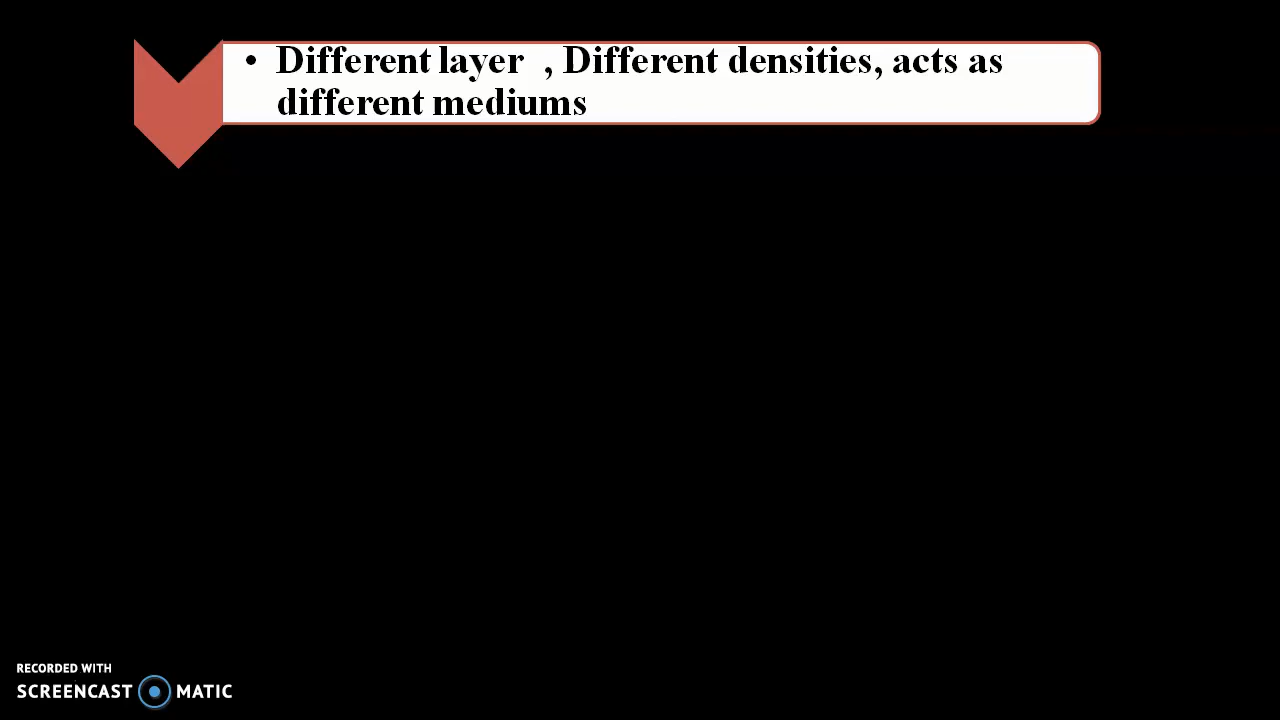 • Different layer , Different densities, acts as
different mediums
RECORDED WITH
SCREENCAST MATIC